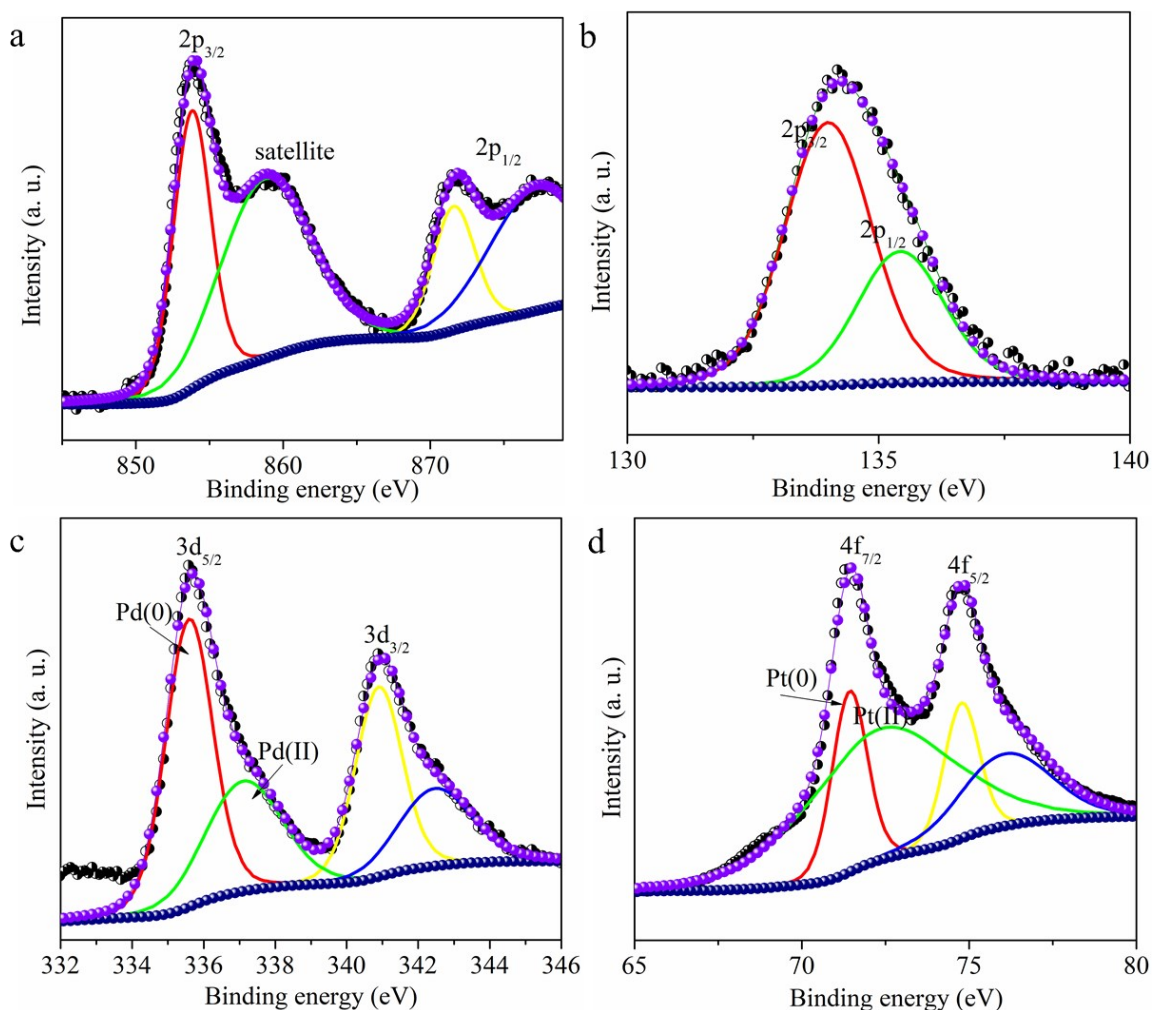 a
2p3/2
satellite
2p1/2
Intensity (a. u.)
850 860 870
Binding energy (eV)
b
2p3/2
2p1/2
Intensity (a. u.)
130 135 140
Binding energy (eV)
c
3d5/2
Pd(0)
3d3/2
Pd(II)
Intensity (a. u.)
332 334 336 338 340 342 344 346
Binding energy (eV)
d
4f7/2
4f5/2
Pt(0)
Pt(II)
Intensity (a. u.)
65 70 75 80
Binding energy (eV)